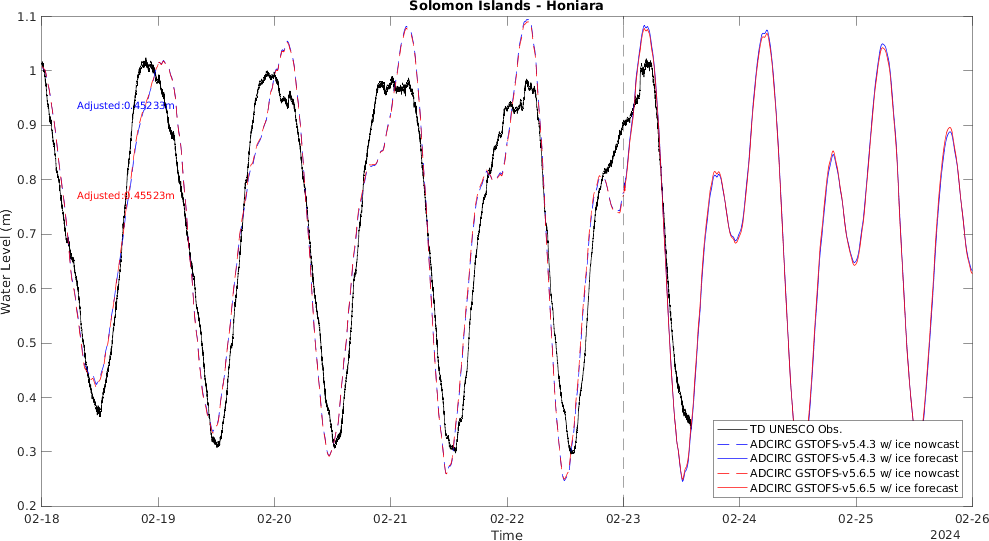 Solomon Islands - Honiara
1.1
1
0.9
0.8
0.7
0.6
0.5
0.4
0.3
0.2
Water Level (m)
Adjusted:0.45233m
Adjusted:0.45523m
TD UNESCO Obs.
ADCIRC GSTOFS-v5.4.3 w/ ice nowcast
ADCIRC GSTOFS-v5.4.3 w/ ice forecast
ADCIRC GSTOFS-v5.6.5 w/ ice nowcast
ADCIRC GSTOFS-v5.6.5 w/ ice forecast
02-18 02-19 02-20 02-21 02-22 02-23 02-24 02-25 02-26
Time
2024